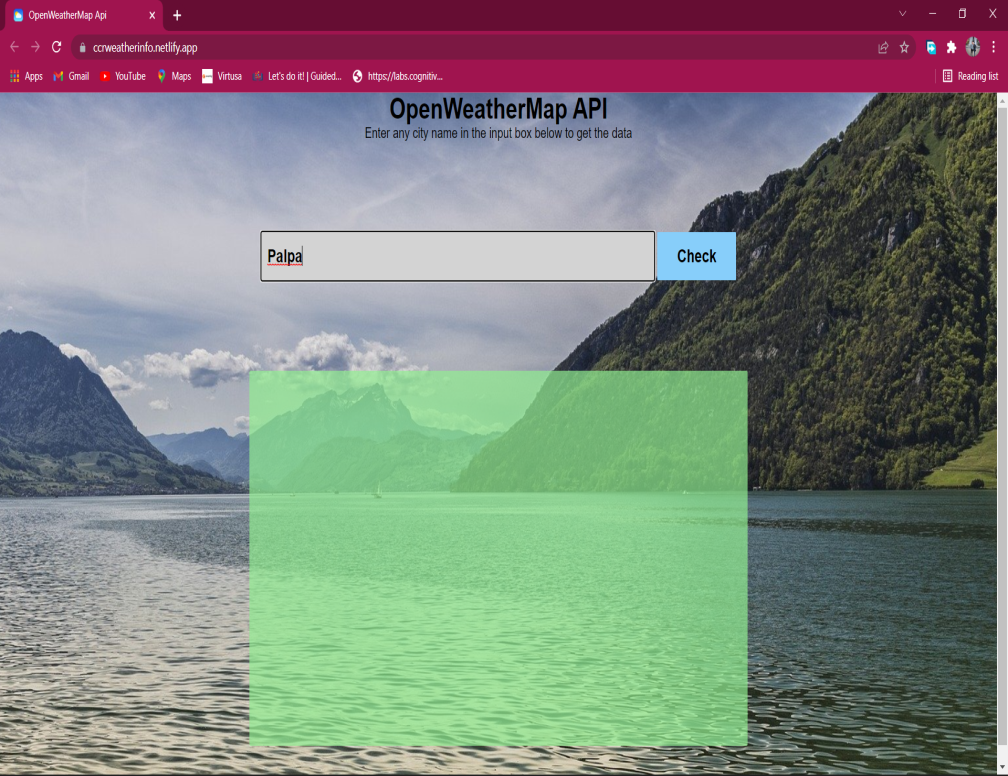 OpenWeatherMap Api
ccrweatherinfo.netlify.app
Apps Gmail YouTube Maps Virtusa Let's do it! | Guided... https://labs.cognitiv... Reading list
OpenWeatherMap API
Enter any city name in the input box below to get the data
Palpa Check